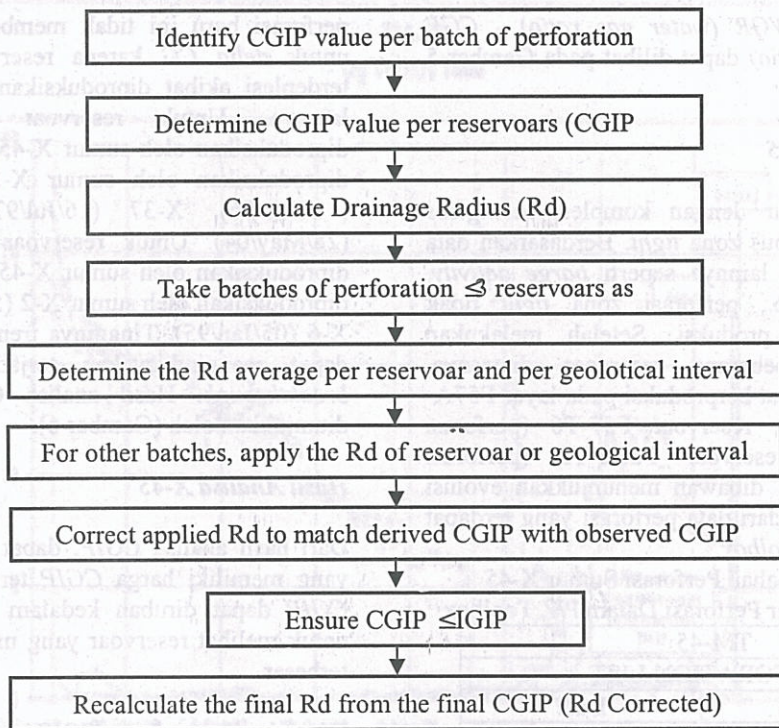 Identify CGIP value per batch of perforation
Determine CGIP value per reservoars (CGIP
Calculate Drainage Radius (Rd)
Take batches of perforation ≤3 reservoars as
Determine the Rd average per reservoar and per geolotical interval
For other batches, apply the Rd of reservoar or geological interval
Correct applied Rd to match derived CGIP with observed CGIP
Ensure CGIP ≤IGIP
Recalculate the final Rd from the final CGIP (Rd Corrected)